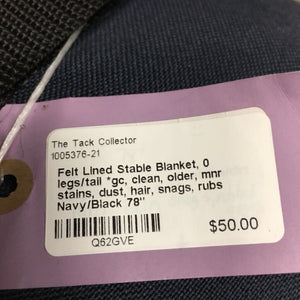 The Tack Collector
1005376-21
Felt Lined Stable Blanket, 0
legs/tail *gc, clean, older, mnr
stains, dust, hair, snags, rubs
Navy/Black 78"
$50.00
Q62GVE